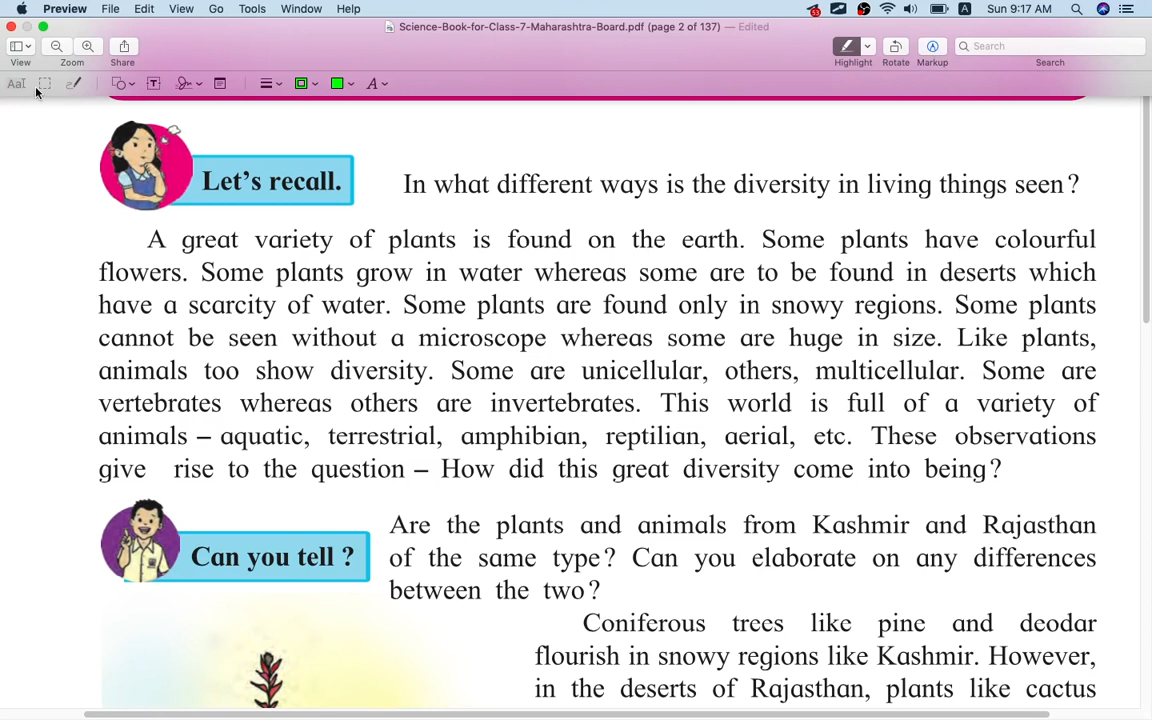 Preview File Edit View Go Tools Window Help 53 A Sun 9:17 AM
Science-Book-for-Class-7-Maharashtra-Board.pdf (page 2 of 137) — Edited
Search
View Zoom Share Highlight Rotate Markup Search
AaI T A
Let's recall. In what different ways is the diversity in living things seen?
A great variety of plants is found on the earth. Some plants have colourful
flowers. Some plants grow in water whereas some are to be found in deserts which
have a scarcity of water. Some plants are found only in snowy regions. Some plants
cannot be seen without a microscope whereas some are huge in size. Like plants,
animals too show diversity. Some are unicellular, others, multicellular. Some are
vertebrates whereas others are invertebrates. This world is full of a variety of
animals – aquatic, terrestrial, amphibian, reptilian, aerial, etc. These observations
give rise to the question – How did this great diversity come into being?
Can you tell ?
Are the plants and animals from Kashmir and Rajasthan
of the same type? Can you elaborate on any differences
between the two?
Coniferous trees like pine and deodar
flourish in snowy regions like Kashmir. However,
in the deserts of Rajasthan, plants like cactus